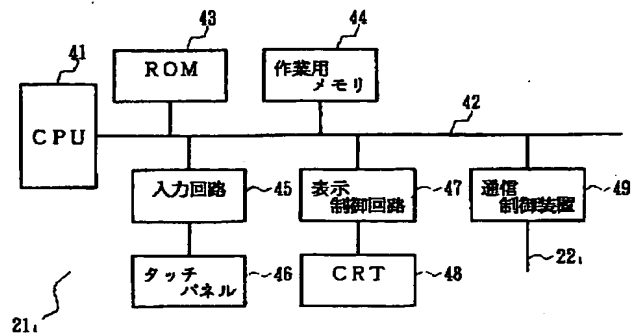 41
CPU
43
ROM
44
作業用
メモリ
42
入力回路
45
表示
制御回路
47
通信
制御装置
49
タッチ
パネル
46
CRT
48
22₁
21₁